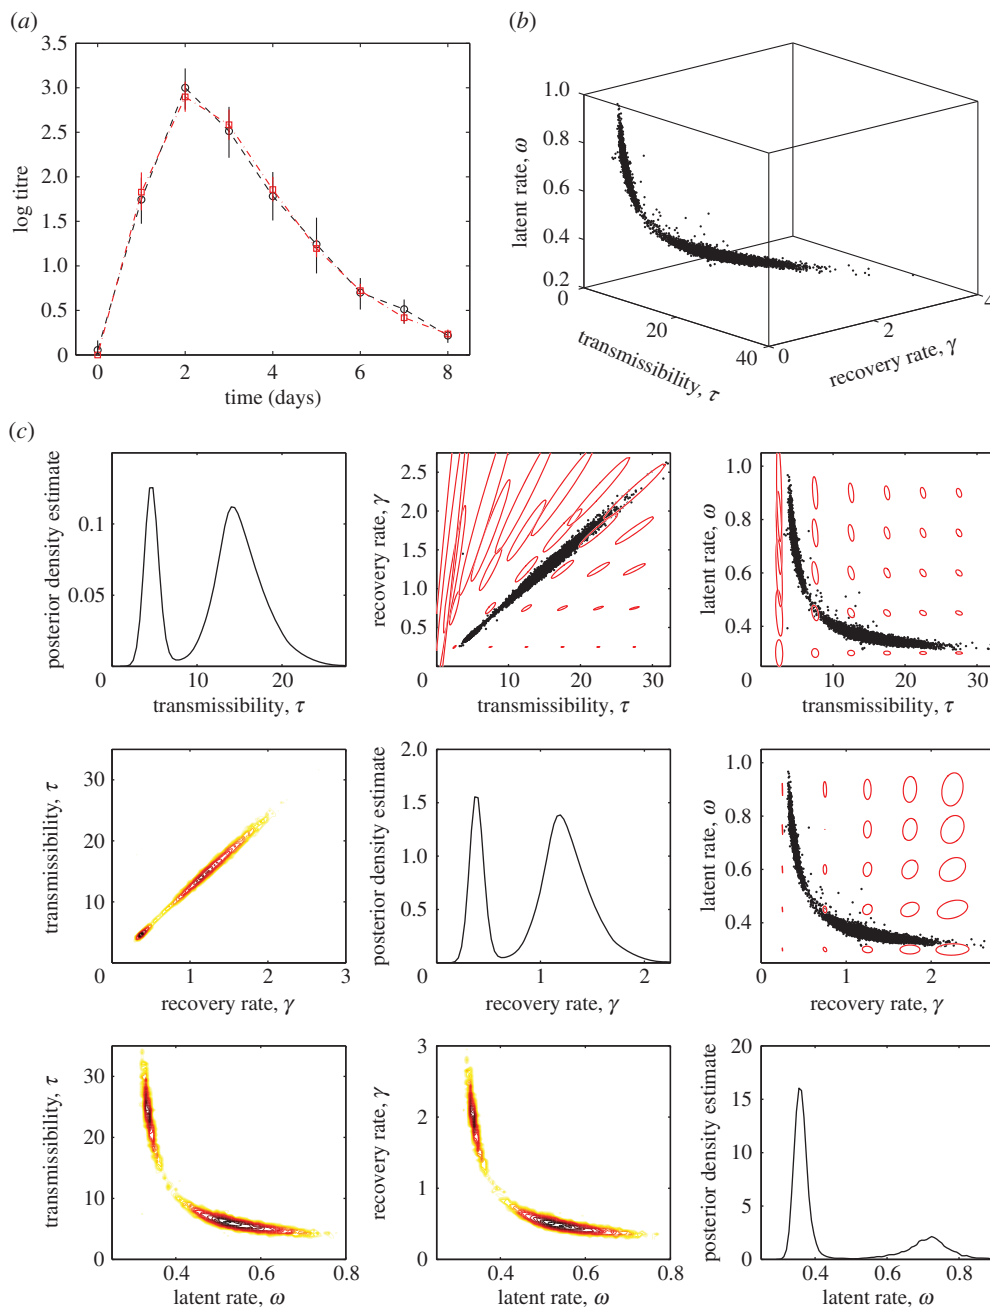 (a)
3.5
3.0
2.5
2.0
1.5
1.0
0.5
0
log titre
0 2 4 6 8
time (days)
(b)
1.0
0.8
0.6
0.4
0.2
latent rate, ω
0
20
40
transmissibility, τ
0
2
4
recovery rate, γ
(c)
posterior density estimate
0.1
0.05
0 10 20
transmissibility, τ
recovery rate, γ
2.5
2.0
1.5
1.0
0.5
0 5 10 15 20 25 30
transmissibility, τ
latent rate, ω
1.0
0.8
0.6
0.4
0 5 10 15 20 25 30
transmissibility, τ
transmissibility, τ
30
20
10
0
1 2 3
recovery rate, γ
posterior density estimate
2.0
1.5
1.0
0.5
0 1 2
recovery rate, γ
latent rate, ω
1.0
0.8
0.6
0.4
0 1 2
recovery rate, γ
transmissibility, τ
30
20
10
0
0.4 0.6 0.8
latent rate, ω
recovery rate, γ
3
2
1
0
0.4 0.6 0.8
latent rate, ω
posterior density estimate
20
15
10
5
0
0.4 0.6 0.8
latent rate, ω